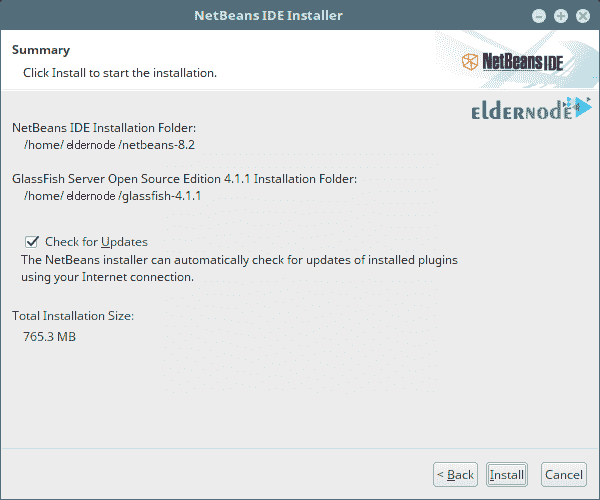 NetBeans IDE Installer
Summary
Click Install to start the installation.
NetBeans IDE
ELDERNODE
NetBeans IDE Installation Folder:
/home/ eldernode /netbeans-8.2
GlassFish Server Open Source Edition 4.1.1 Installation Folder:
/home/ eldernode /glassfish-4.1.1
Check for Updates
The NetBeans installer can automatically check for updates of installed plugins
using your Internet connection.
Total Installation Size:
765.3 MB
< Back Install Cancel